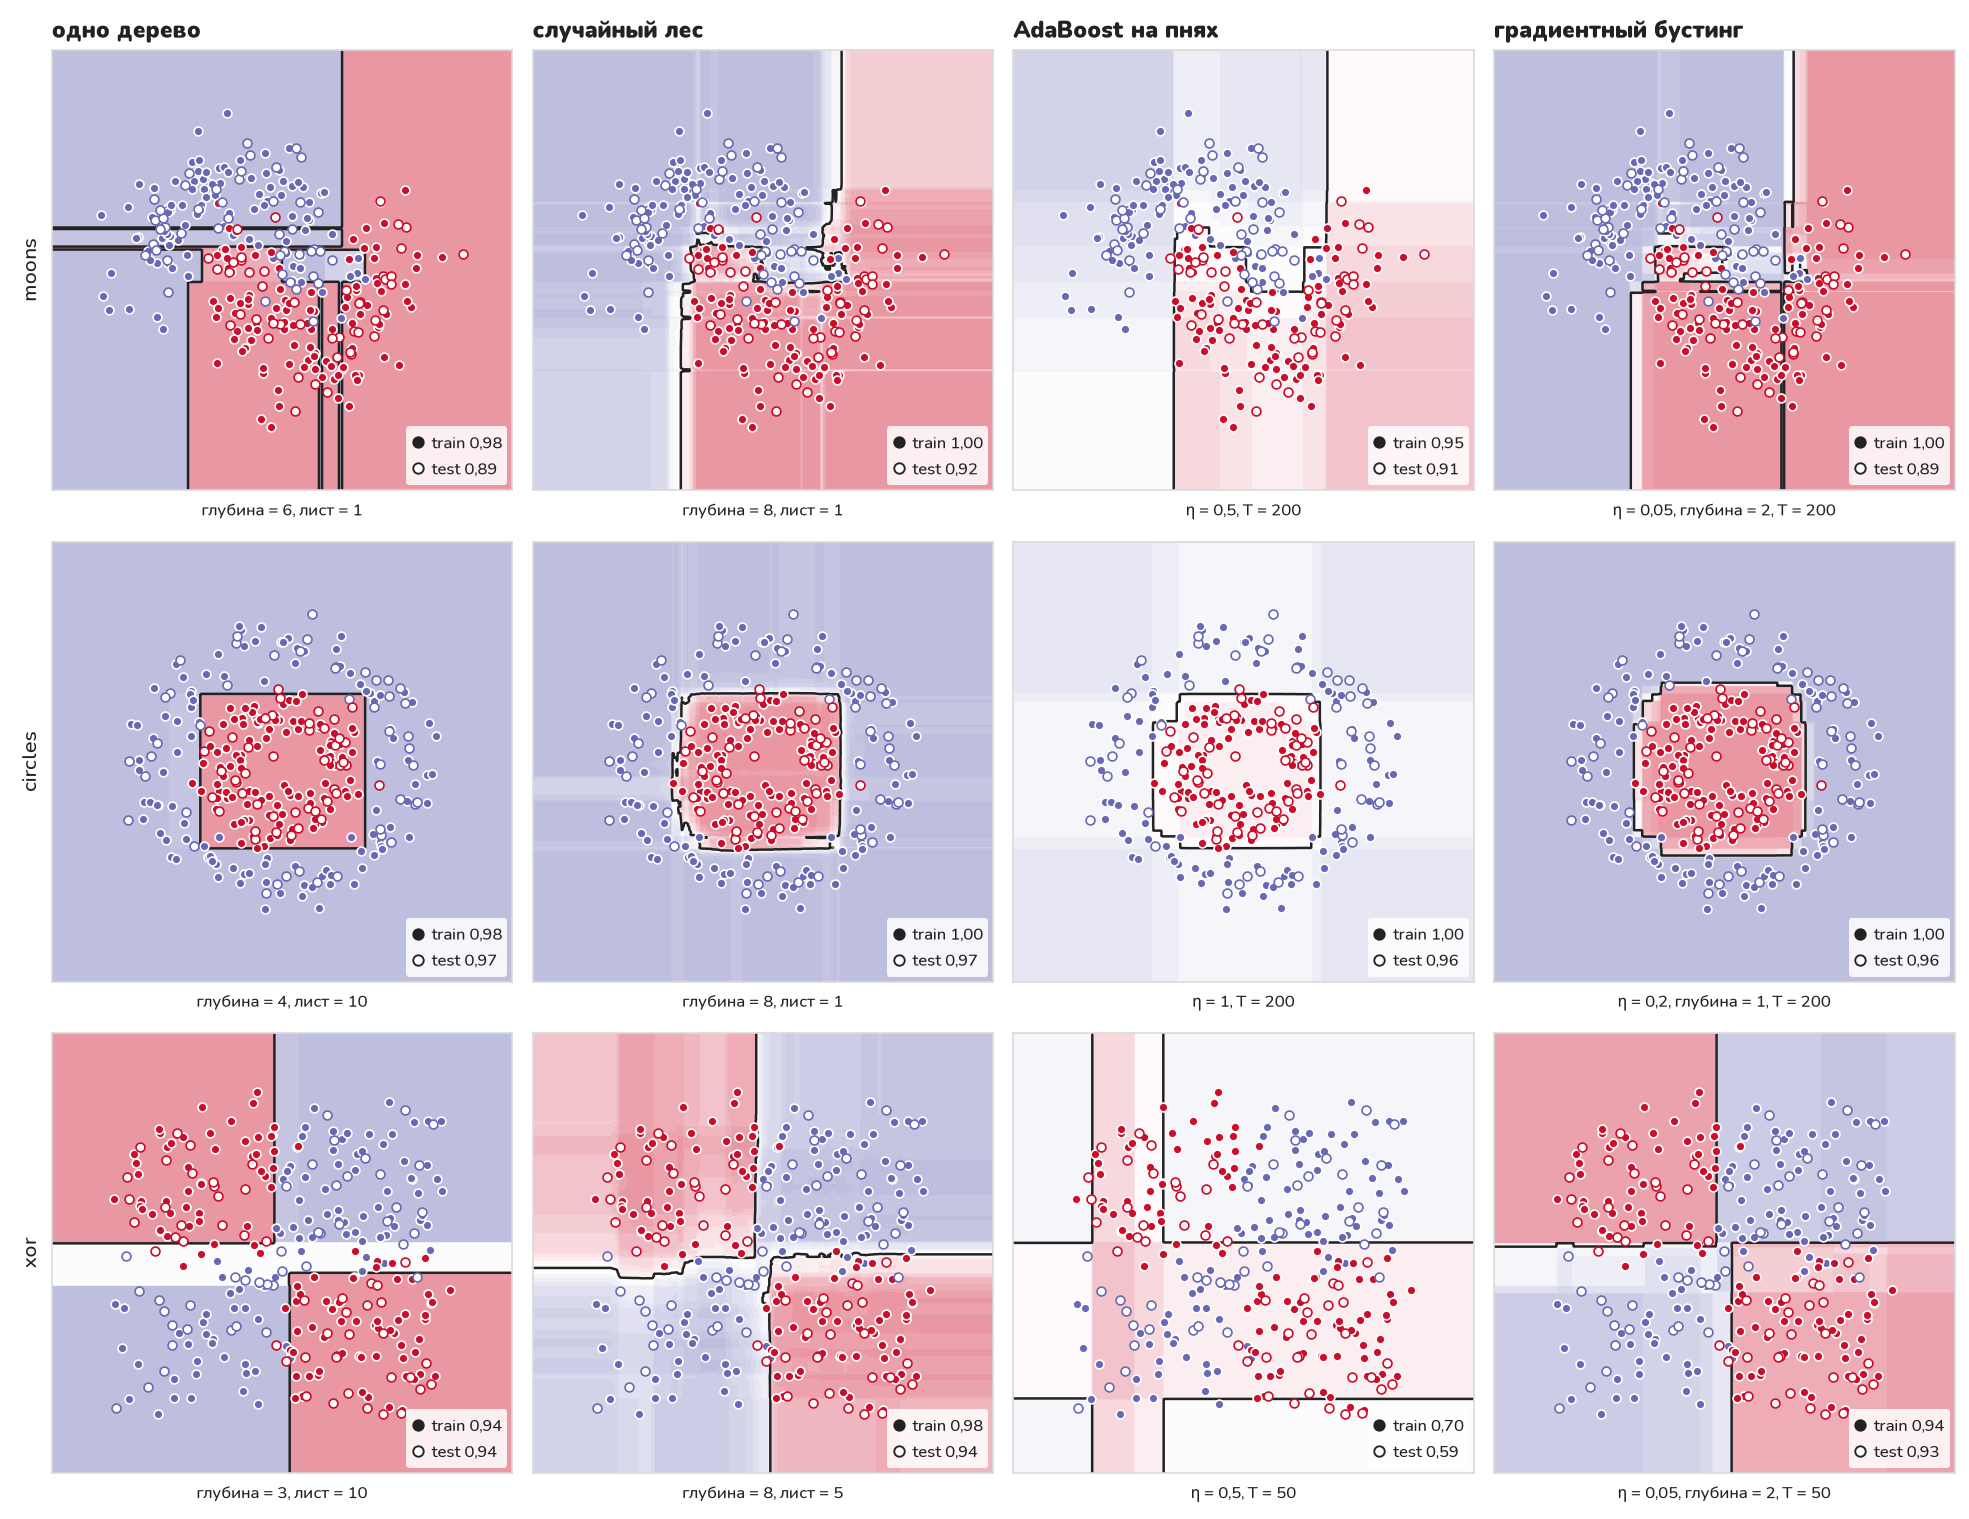 одно дерево
случайный лес
AdaBoost на пнях
градиентный бустинг
moons
train 0,98
test 0,89
глубина = 6, лист = 1
train 1,00
test 0,92
глубина = 8, лист = 1
train 0,95
test 0,91
η = 0,5, T = 200
train 1,00
test 0,89
η = 0,05, глубина = 2, T = 200
circles
train 0,98
test 0,97
глубина = 4, лист = 10
train 1,00
test 0,97
глубина = 8, лист = 1
train 1,00
test 0,96
η = 1, T = 200
train 1,00
test 0,96
η = 0,2, глубина = 1, T = 200
xor
train 0,94
test 0,94
глубина = 3, лист = 10
train 0,98
test 0,94
глубина = 8, лист = 5
train 0,70
test 0,59
η = 0,5, T = 50
train 0,94
test 0,93
η = 0,05, глубина = 2, T = 50